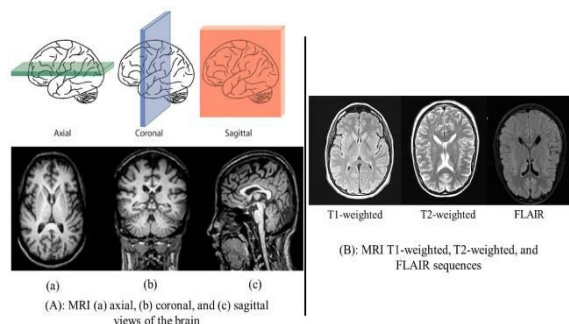 Axial
Coronal
Sagittal
(a)
(b)
(c)
(A): MRI (a) axial, (b) coronal, and (c) sagittal
views of the brain
T1-weighted
T2-weighted
FLAIR
(B): MRI T1-weighted, T2-weighted, and
FLAIR sequences